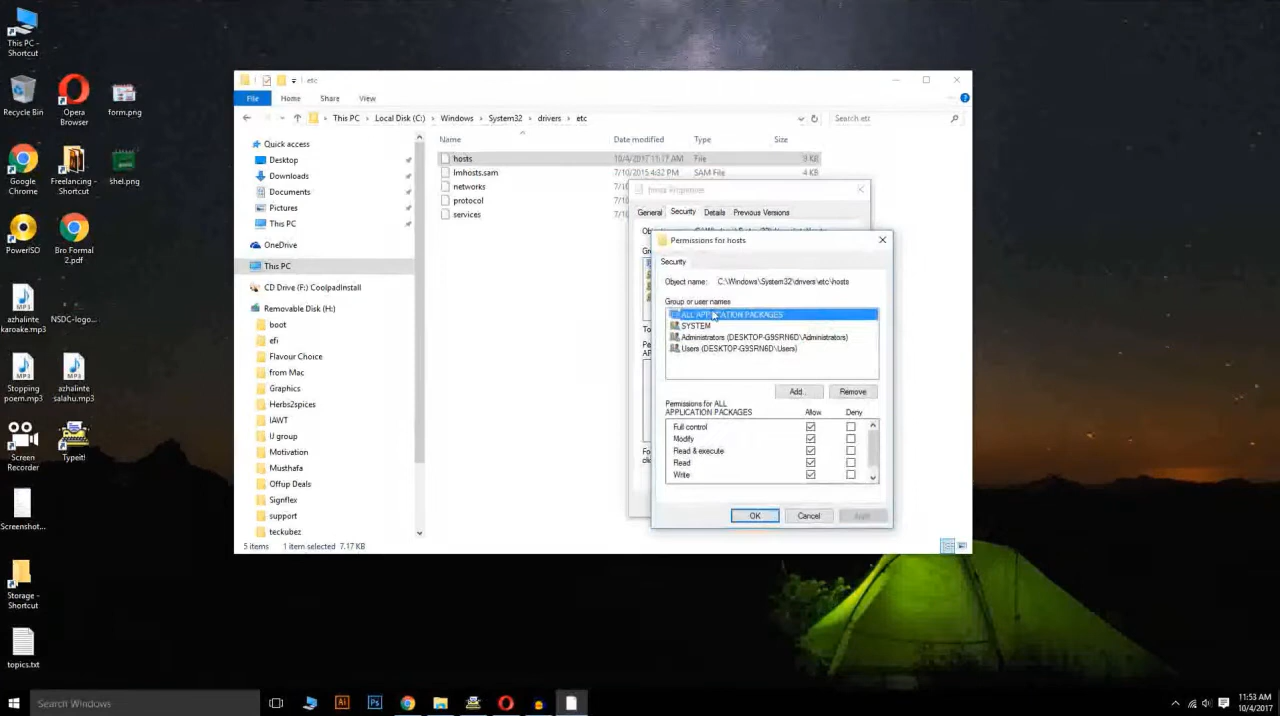 This PC -
Shortcut
Recycle Bin
Opera
Browser
form.png
Google
Chrome
Freelancing -
Shortcut
shel.png
PowerISO
Bro Formal
2.pdf
azhalinte
karaoke.mp3
NSDC-logo...
Stopping
poem.mp3
azhalinte
salahu.mp3
Screen
Recorder
Typeit!
Screenshot...
Storage -
Shortcut
topics.txt
etc
File Home Share View
This PC Local Disk (C:) Windows System32 drivers etc
Search etc
Quick access
Desktop
Downloads
Documents
Pictures
This PC
OneDrive
This PC
CD Drive (F:) CoolpadInstall
Removable Disk (H:)
boot
efi
Flavour Choice
from Mac
Graphics
Herbs2spices
IAWT
IJ group
Motivation
Musthafa
Offup Deals
Signflex
support
teckubez
Name Date modified Type Size
hosts 10/4/2017 11:17 AM File
lmhosts.sam 7/10/2015 4:32 PM SAM File 4 KB
networks 7/1
protocol 7/1
services 7/1
5 items 1 item selected 7.17 KB
hosts Properties
General Security Details Previous Versions
Permissions for hosts
Security
Object name: C:\Windows\System32\drivers\etc\hosts
Group or user names
ALL APPLICATION PACKAGES
SYSTEM
Administrators (DESKTOP-G9SRN6D\Administrators)
Users (DESKTOP-G9SRN6D\Users)
Add... Remove
Permissions for ALL
APPLICATION PACKAGES Allow Deny
Full control
Modify
Read & execute
Read
Write
OK Cancel Apply
Search Windows
11:53 AM
10/4/2017